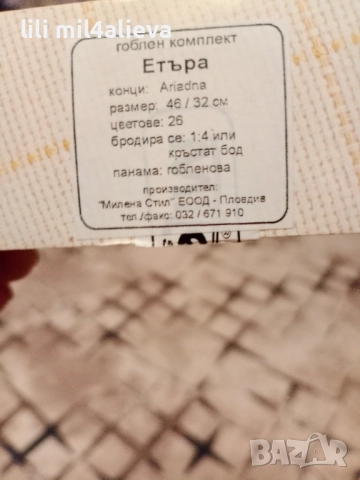 lili mil4alieva
гоблен комплект
Етъра
конци: Ariadna
размер: 46 / 32 см
цветове: 26
бродира се: 1:4 или
кръстат бод
панама: гобленова
производител:
"Милена Стил" ЕООД - Пловдив
тел./факс: 032 / 671 910
BAZAR